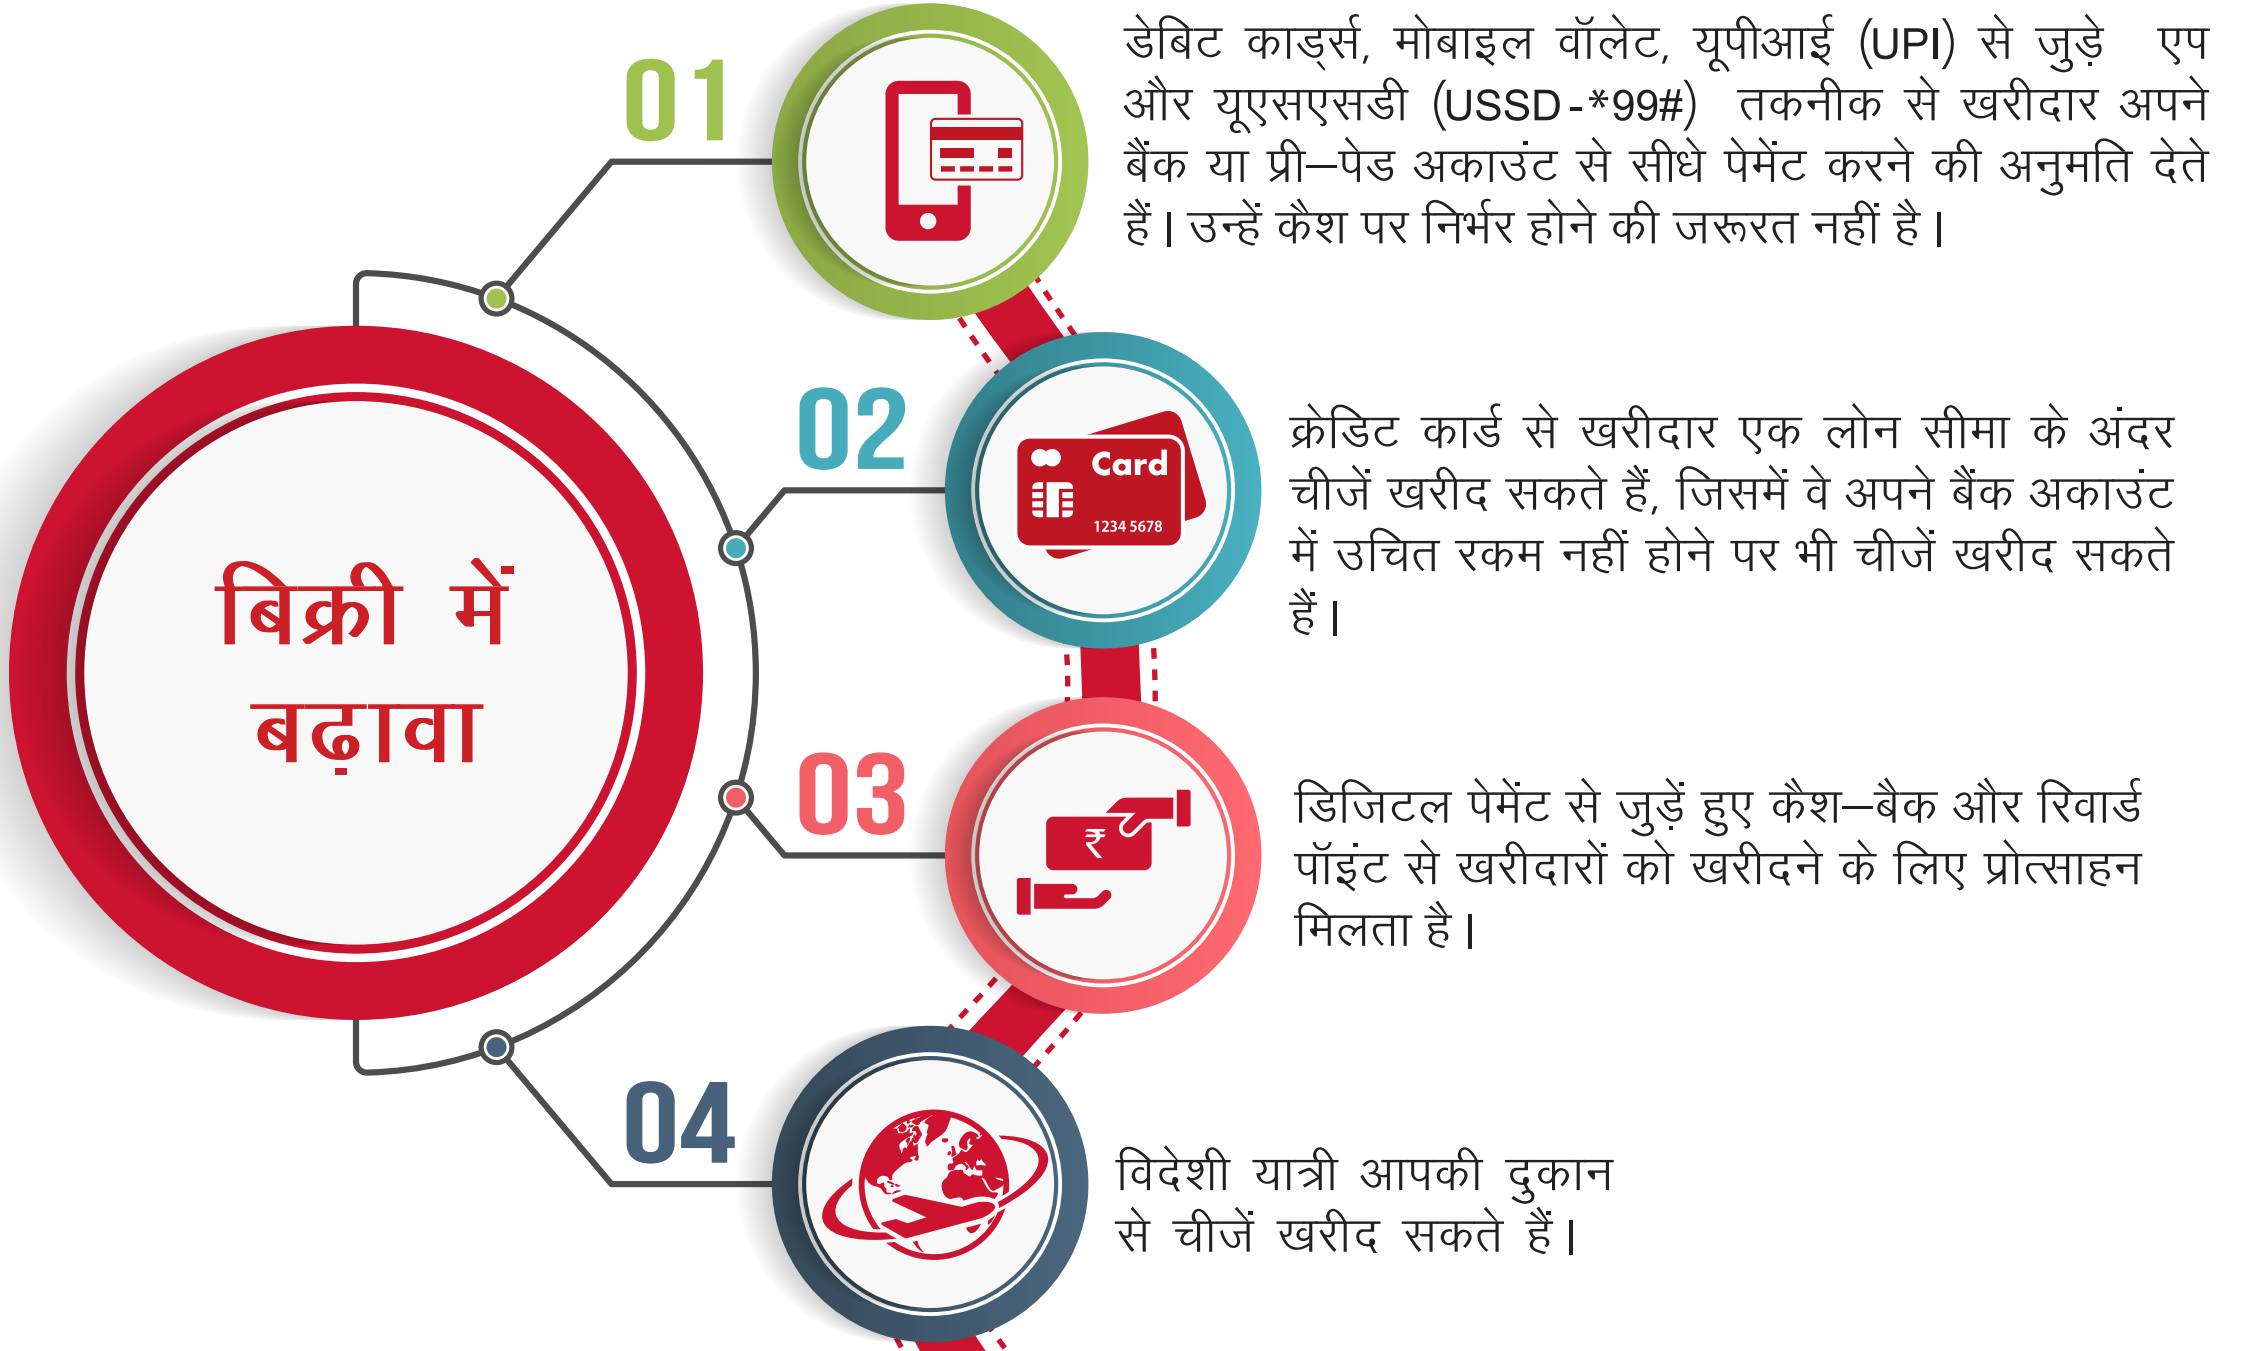 01
डेबिट कार्ड्स, मोबाइल वॉलेट, यूपीआई (UPI) से जुड़े एप
और यूएसएसडी (USSD-*99#) तकनीक से खरीदार अपने
बैंक या प्री–पेड अकाउंट से सीधे पेमेंट करने की अनुमति देते
हैं। उन्हें कैश पर निर्भर होने की जरूरत नहीं है।
02
Card
1234 5678
क्रेडिट कार्ड से खरीदार एक लोन सीमा के अंदर
चीजें खरीद सकते हैं, जिसमें वे अपने बैंक अकाउंट
में उचित रकम नहीं होने पर भी चीजें खरीद सकते
हैं।
बिक्री में
बढ़ावा
03
₹
डिजिटल पेमेंट से जुड़ें हुए कैश–बैक और रिवार्ड
पॉइंट से खरीदारों को खरीदने के लिए प्रोत्साहन
मिलता है।
04
विदेशी यात्री आपकी दुकान
से चीजें खरीद सकते हैं।